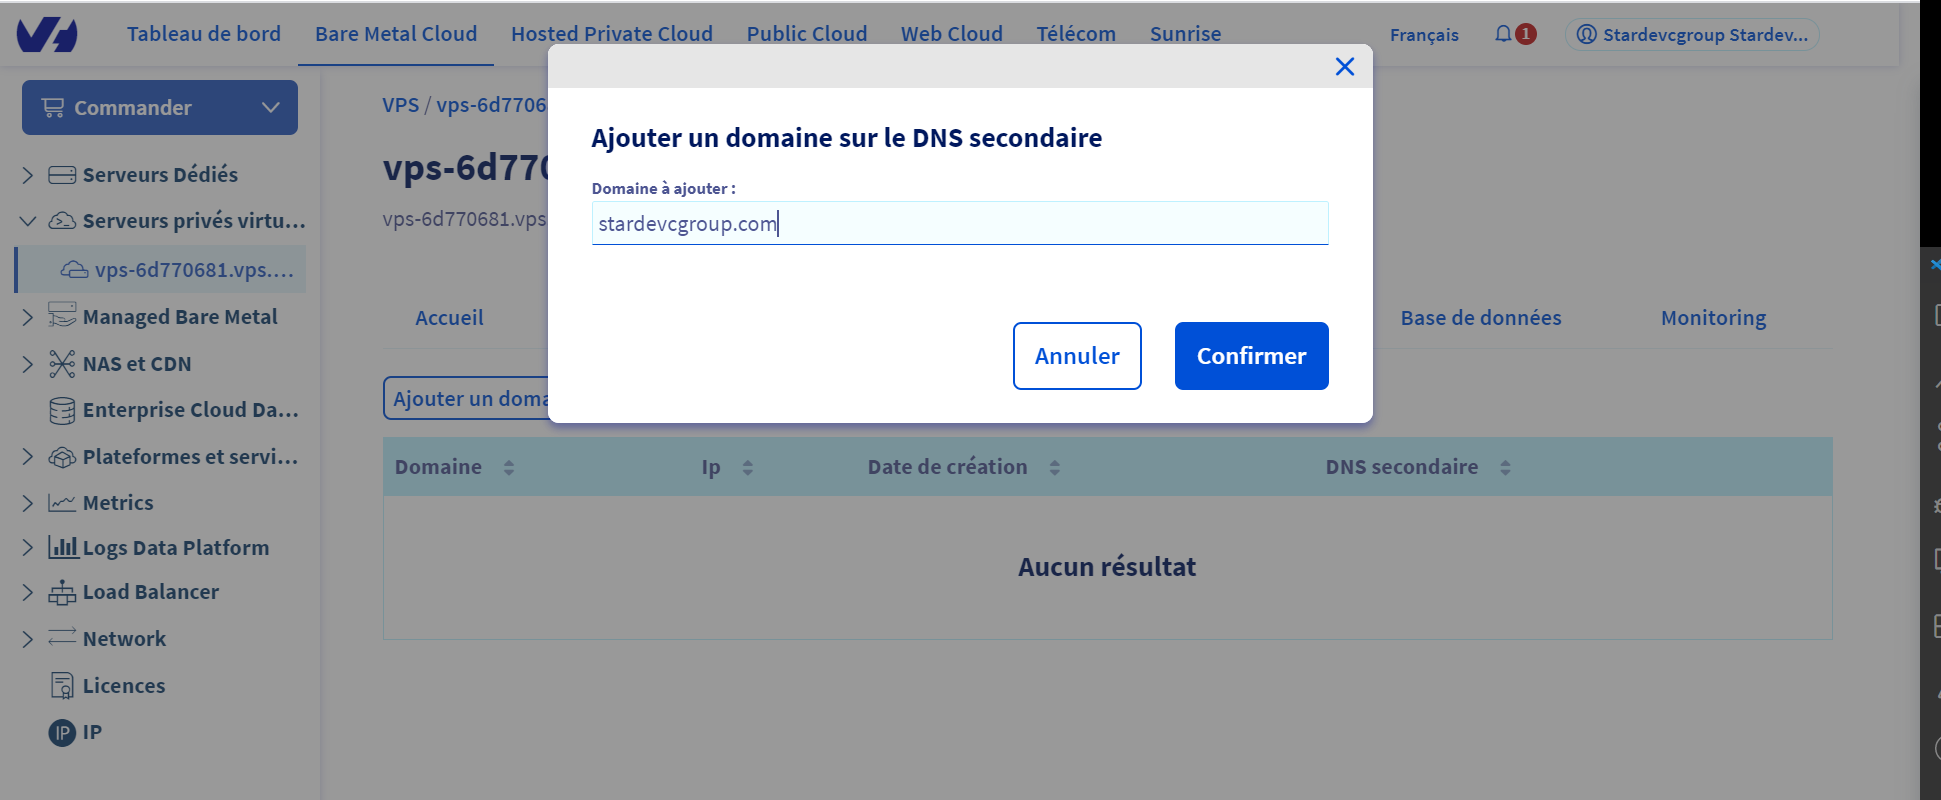 Tableau de bord
Bare Metal Cloud
Hosted Private Cloud
Public Cloud
Web Cloud
Télécom
Sunrise
Français
1
Stardevcgroup Stardev...
Commander
Serveurs Dédiés
Serveurs privés virtu...
vps-6d770681.vps....
Managed Bare Metal
NAS et CDN
Enterprise Cloud Da...
Plateformes et servi...
Metrics
Logs Data Platform
Load Balancer
Network
Licences
IP IP
VPS / vps-6d7706
vps-6d770
vps-6d770681.vps
Accueil
Base de données
Monitoring
Ajouter un doma
Ajouter un domaine sur le DNS secondaire
Domaine à ajouter :
stardevcgroup.com
Annuler
Confirmer
Domaine
Ip
Date de création
DNS secondaire
Aucun résultat